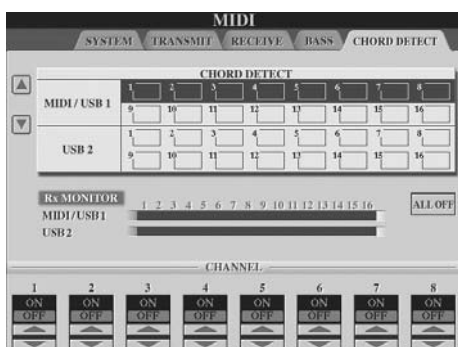 MIDI
SYSTEM TRANSMIT RECEIVE BASS CHORD DETECT
CHORD DETECT
MIDI / USB 1
1 2 3 4 5 6 7 8
9 10 11 12 13 14 15 16
USB 2
1 2 3 4 5 6 7 8
9 10 11 12 13 14 15 16
Rx MONITOR 1 2 3 4 5 6 7 8 9 10 11 12 13 14 15 16
MIDI/USB1
USB2
ALL OFF
CHANNEL
1 2 3 4 5 6 7 8
ON ON ON ON ON ON ON ON
OFF OFF OFF OFF OFF OFF OFF OFF